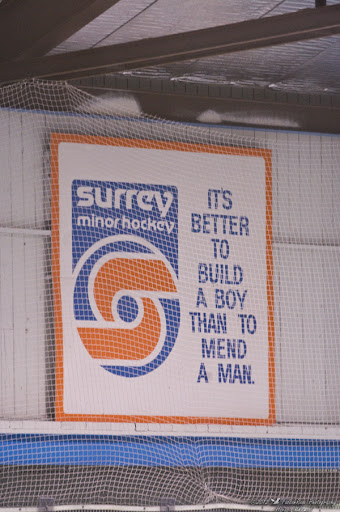 surrey
minor hockey
IT'S
BETTER
TO
BUILD
A BOY
THAN TO
MEND
A MAN.